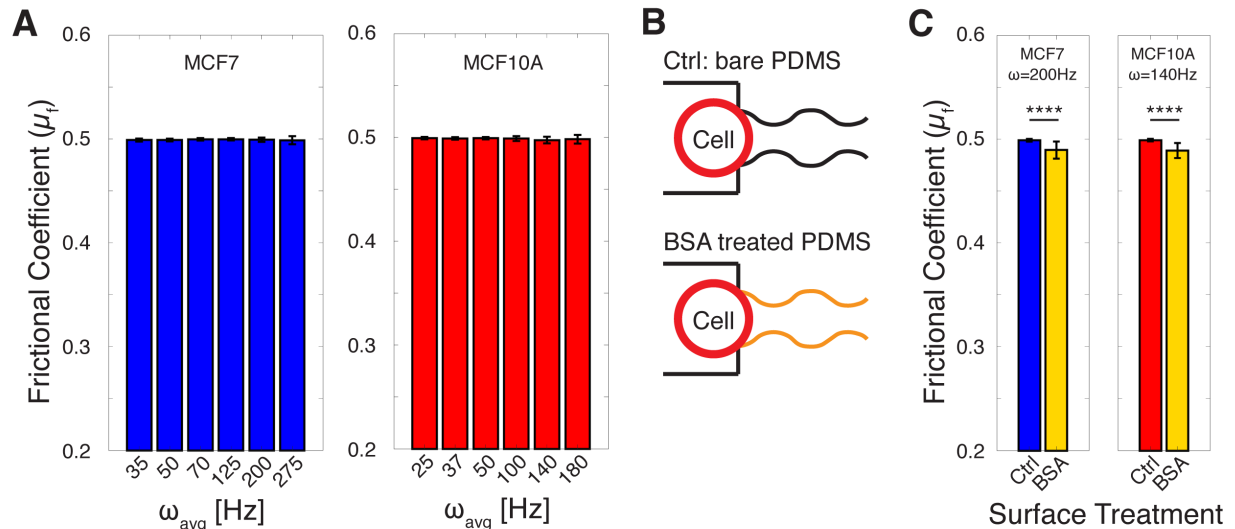 A
0.6
0.5
0.4
0.3
0.2
Frictional Coefficient (μf)
MCF7
35 50 70 125 200 275
ωavg [Hz]
0.6
0.5
0.4
0.3
0.2
MCF10A
25 37 50 100 140 180
ωavg [Hz]
B
Ctrl: bare PDMS
Cell
BSA treated PDMS
Cell
C
0.6
0.5
0.4
0.3
0.2
Frictional Coefficient (μf)
MCF7
ω=200Hz
****
Ctrl BSA
MCF10A
ω=140Hz
****
Ctrl BSA
Surface Treatment